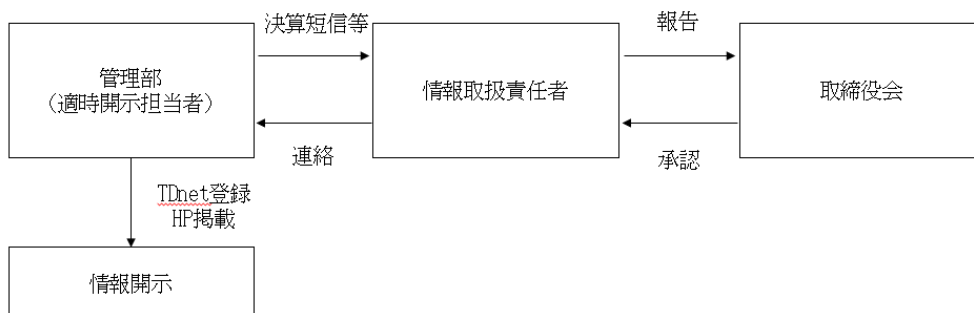 決算短信等
報告
管理部
（適時開示担当者）
情報取扱責任者
取締役会
連絡
承認
TDnet登録
HP掲載
情報開示